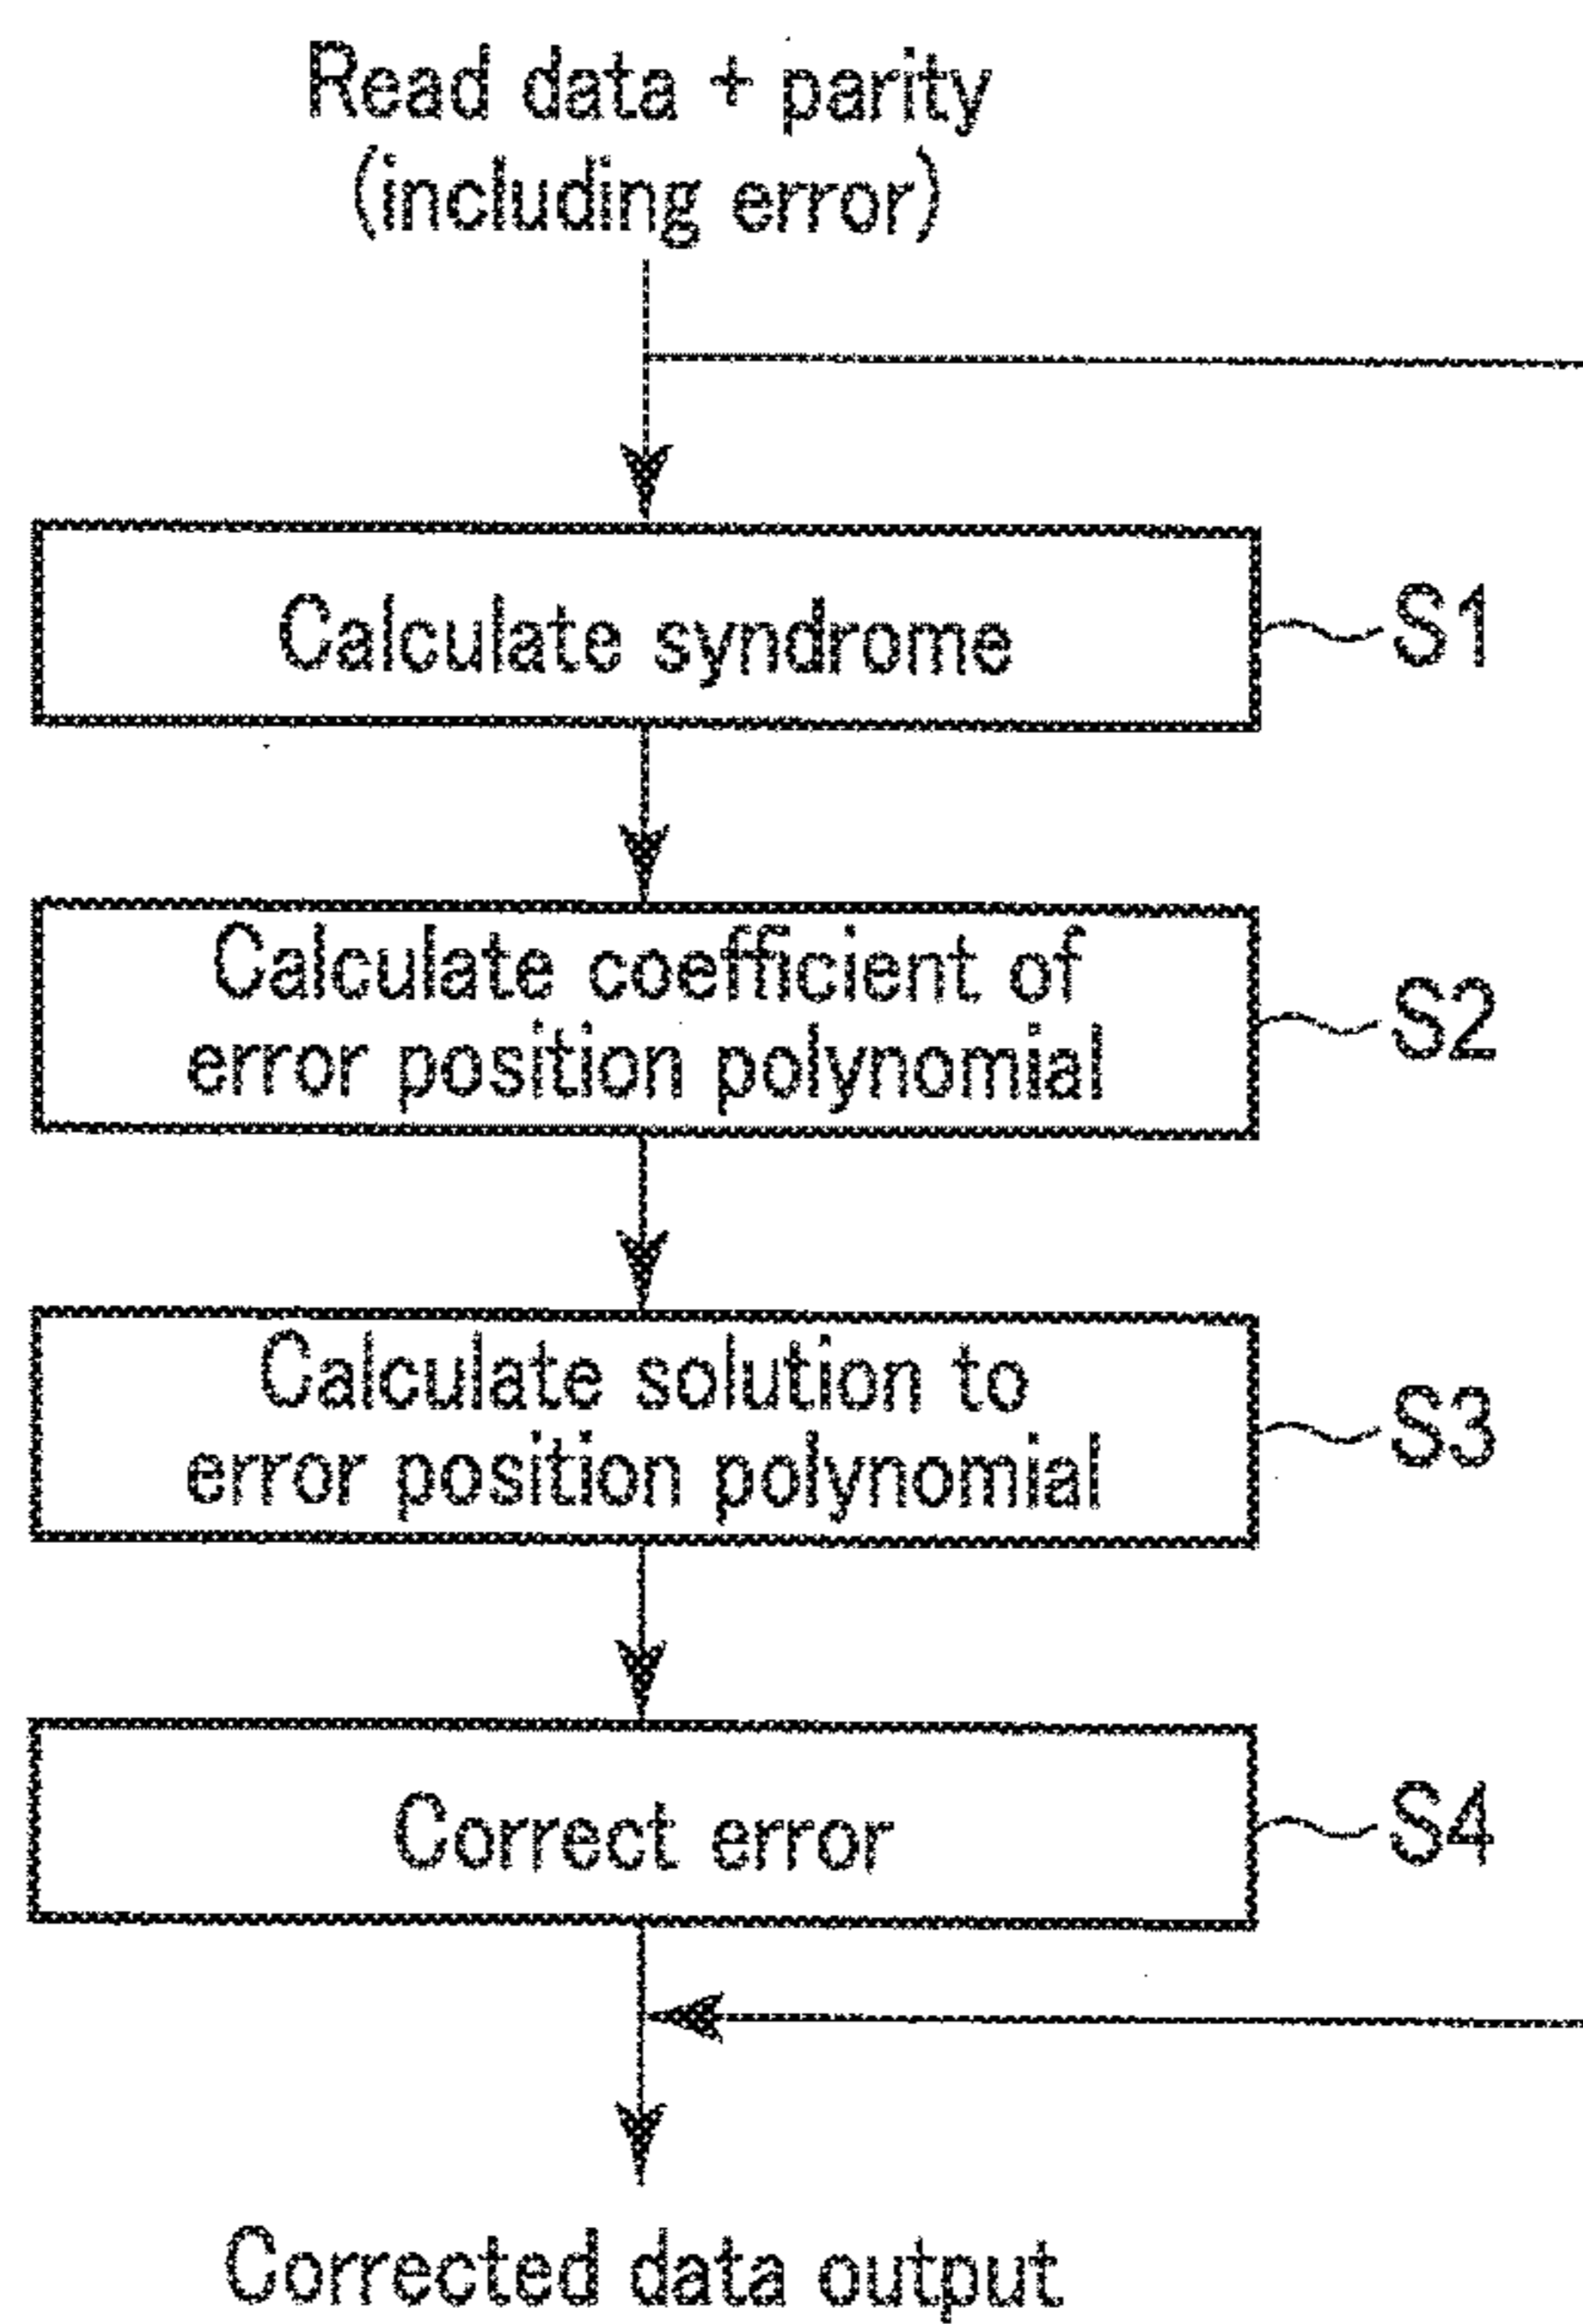 Read data + parity
(including error)
Calculate syndrome
S1
Calculate coefficient of
error position polynomial
S2
Calculate solution to
error position polynomial
S3
Correct error
S4
Corrected data output